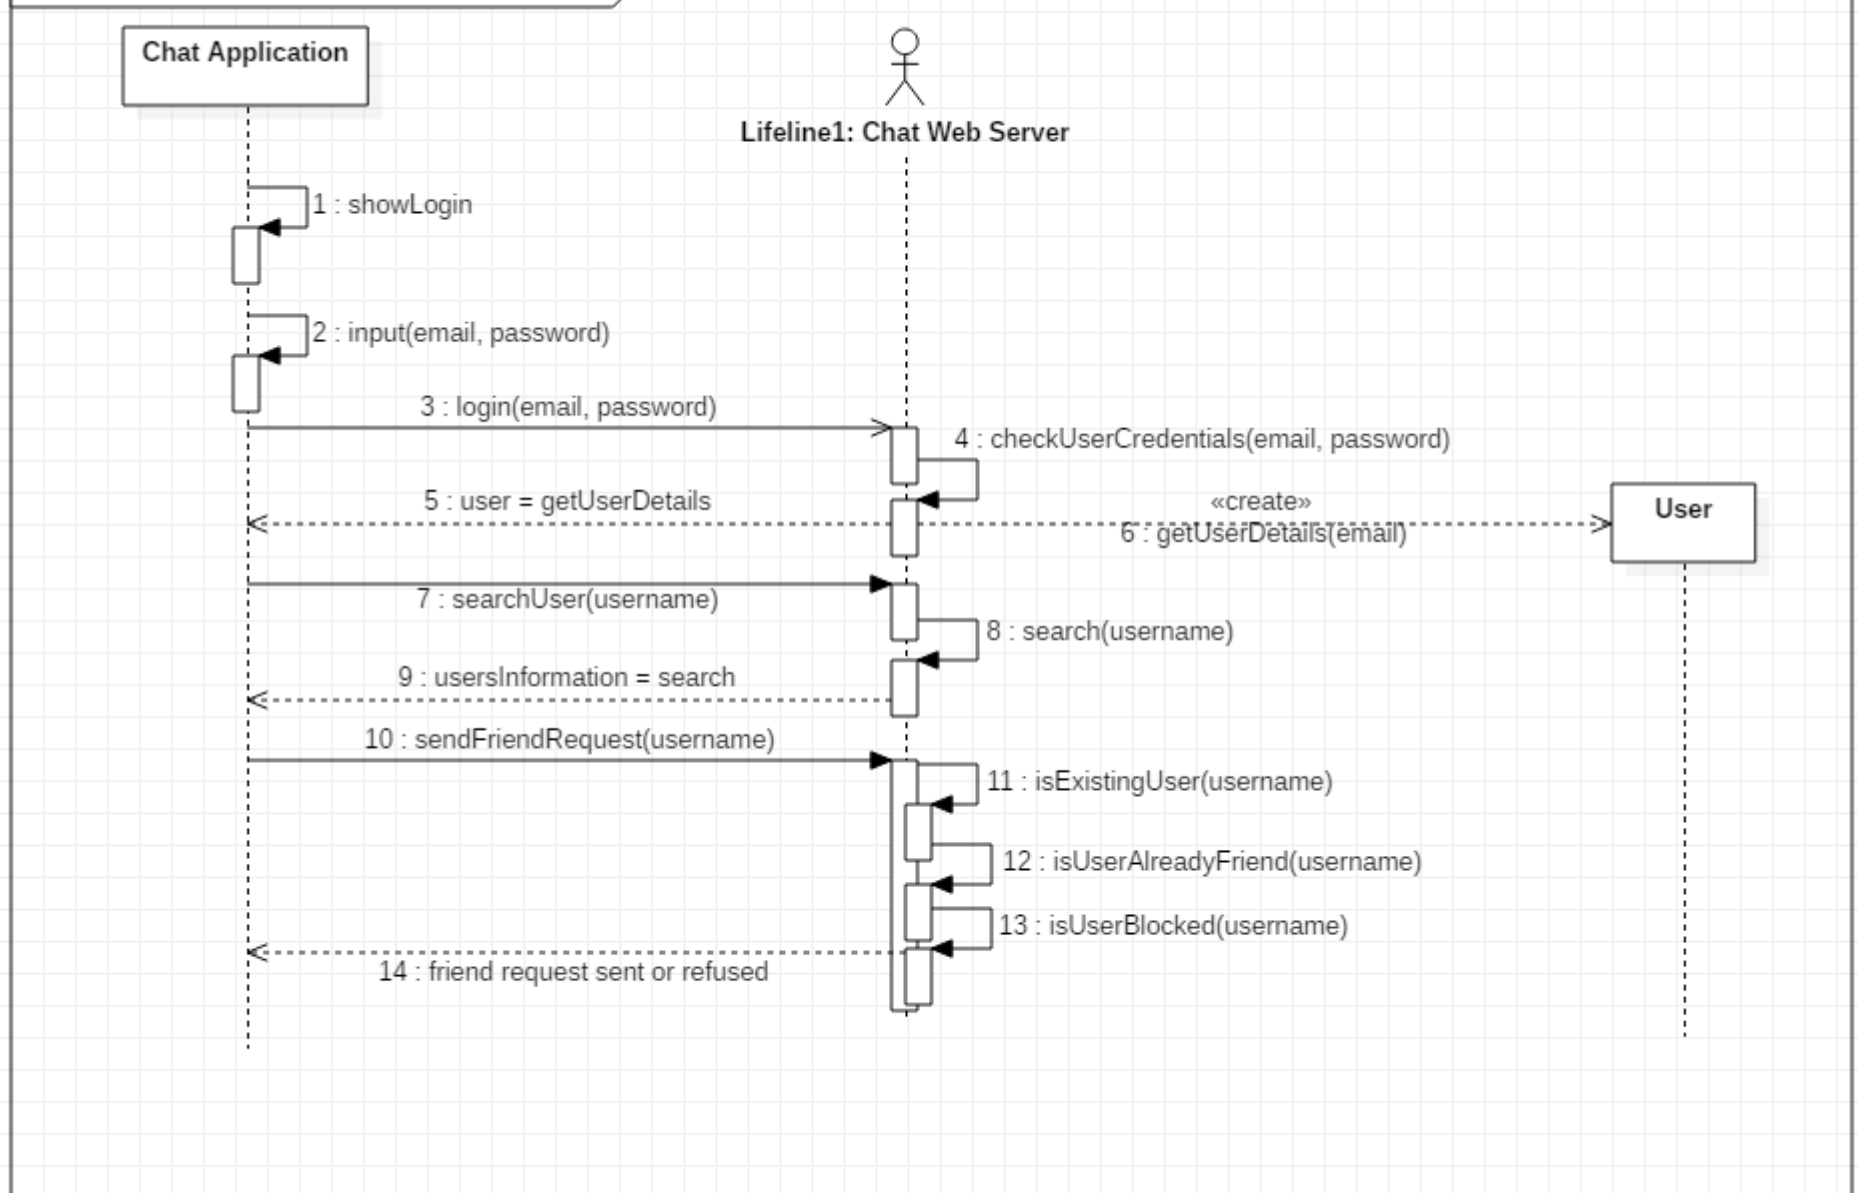 Chat Application
Lifeline1: Chat Web Server
1 : showLogin
2 : input(email, password)
3 : login(email, password)
4 : checkUserCredentials(email, password)
5 : user = getUserDetails
«create»
6 : getUserDetails(email)
User
7 : searchUser(username)
8 : search(username)
9 : usersInformation = search
10 : sendFriendRequest(username)
11 : isExistingUser(username)
12 : isUserAlreadyFriend(username)
13 : isUserBlocked(username)
14 : friend request sent or refused